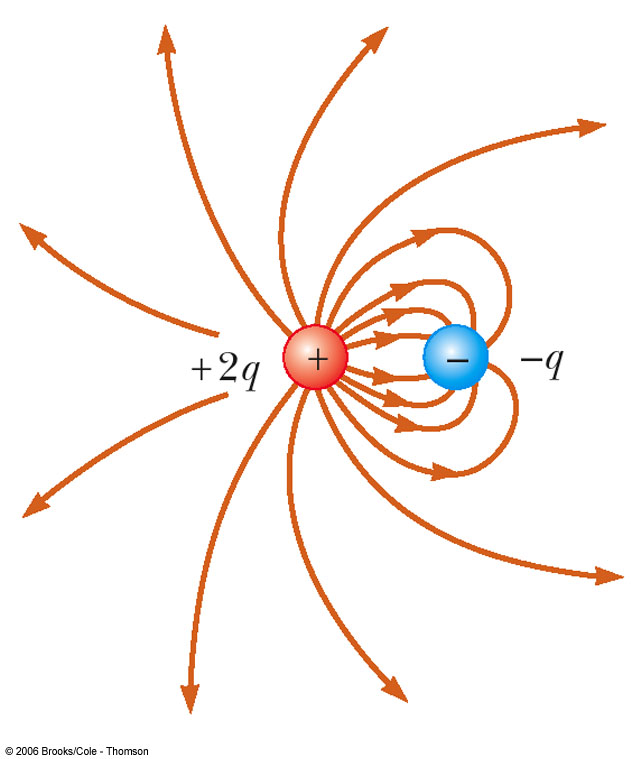 +2q
+
−
−q
© 2006 Brooks/Cole - Thomson